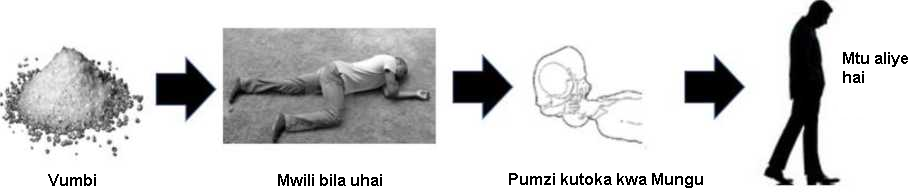 Vumbi
Mwili bila uhai
Pumzi kutoka kwa Mungu
Mtu aliye
hai